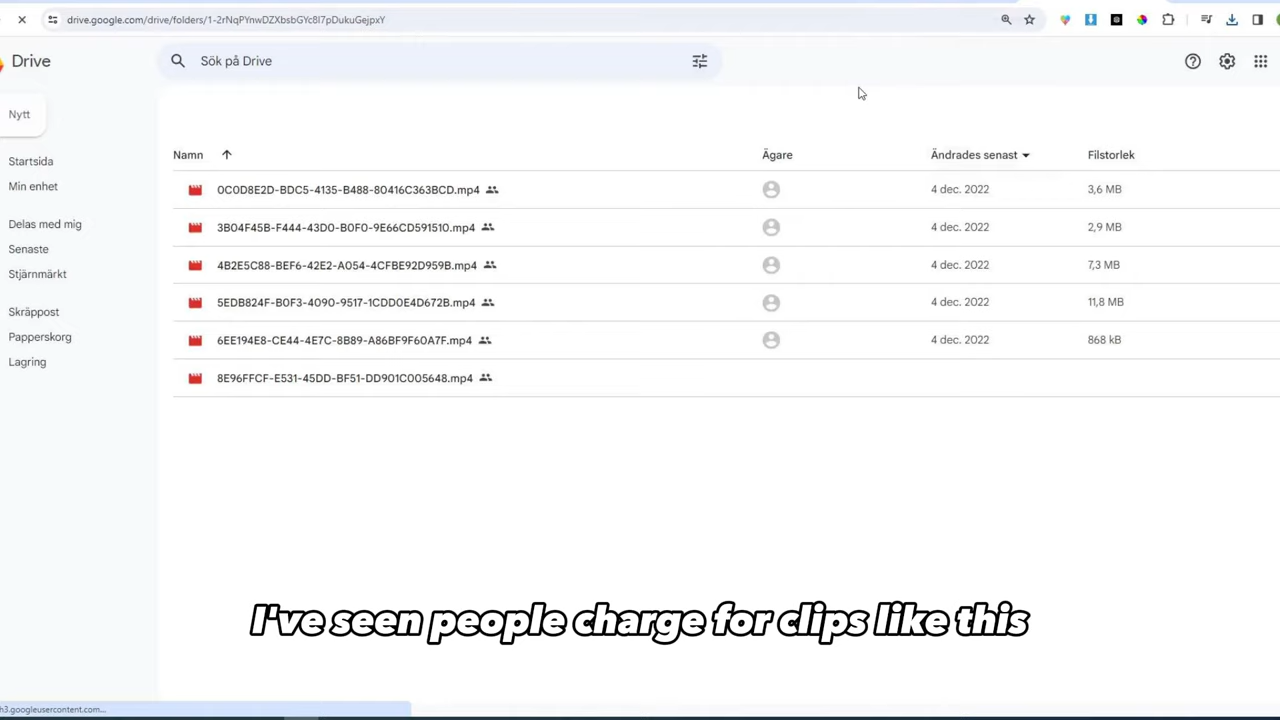 drive.google.com/drive/folders/1-2rNqPYnwDZXbsbGYc8l7pDukuGejpxY
Drive
Sök på Drive
Nytt
Startsida
Min enhet
Delas med mig
Senaste
Stjärnmärkt
Skräppost
Papperskorg
Lagring
Namn Ägare Ändrades senast Filstorlek
0C0D8E2D-BDC5-4135-B488-80416C363BCD.mp4 4 dec. 2022 3,6 MB
3B04F45B-F444-43D0-B0F0-9E66CD591510.mp4 4 dec. 2022 2,9 MB
4B2E5C88-BEF6-42E2-A054-4CFBE92D959B.mp4 4 dec. 2022 7,3 MB
5EDB824F-B0F3-4090-9517-1CDD0E4D672B.mp4 4 dec. 2022 11,8 MB
6EE194E8-CE44-4E7C-8B89-A86BF9F60A7F.mp4 4 dec. 2022 868 kB
8E96FFCF-E531-45DD-BF51-DD901C005648.mp4
I've seen people charge for clips like this
h3.googleusercontent.com...